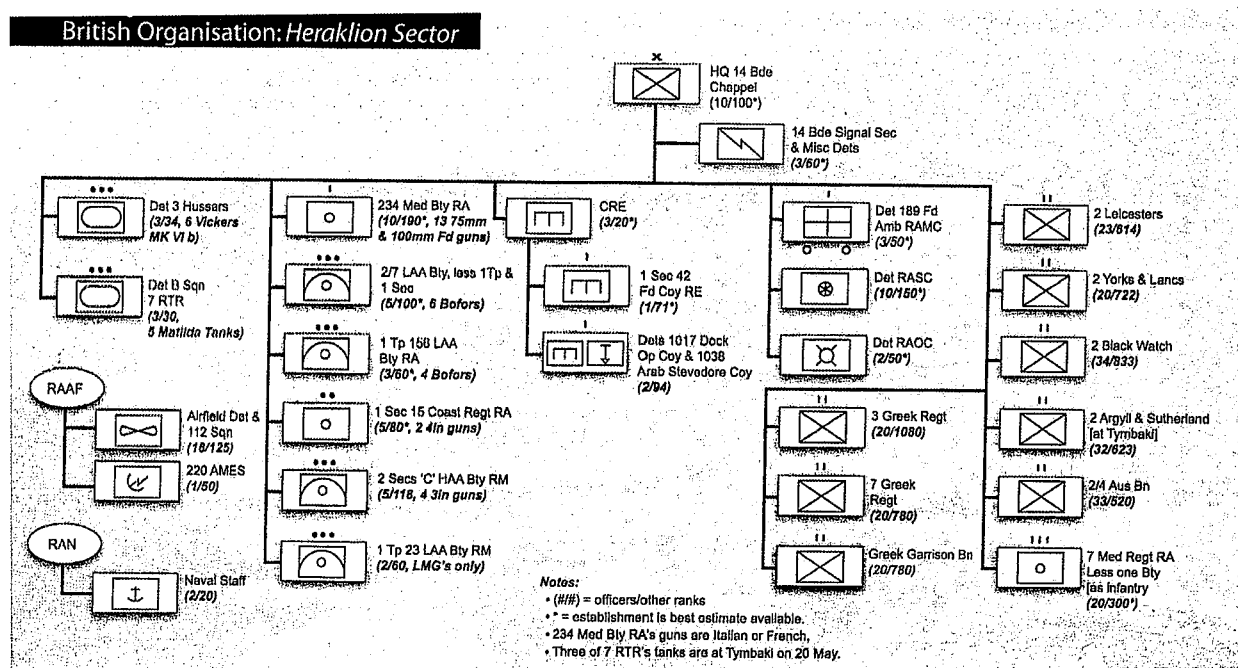 British Organisation: Heraklion Sector
HQ 14 Bde
Chappel
(10/100*)
14 Bde Signal Sec
& Misc Dets
(3/60*)
Det 3 Hussars
(3/34, 6 Vickers
MK VI b)
Det B Sqn
7 RTR
(3/30,
5 Matilda Tanks)
RAAF
Airfield Det &
112 Sqn
(18/125)
220 AMES
(1/50)
RAN
Naval Staff
(2/20)
234 Med Bty RA
(10/190*, 13 75mm
& 100mm Fd guns)
2/7 LAA Bty, less 1Tp &
1 Sec
(5/100*, 6 Bofors)
1 Tp 156 LAA
Bty RA
(3/60*, 4 Bofors)
1 Sec 15 Coast Regt RA
(5/80*, 2 4in guns)
2 Secs 'C' HAA Bty RM
(5/118, 4 3in guns)
1 Tp 23 LAA Bty RM
(2/60, LMG's only)
CRE
(3/20*)
1 Sec 42
Fd Coy RE
(1/71*)
Dets 1017 Dock
Op Coy & 1038
Arab Stevedore Coy
(2/94)
Det 189 Fd
Amb RAMC
(3/50*)
Det RASC
(10/150*)
Det RAOC
(2/50*)
3 Greek Regt
(20/1080)
7 Greek
Regt
(20/780)
Greek Garrison Bn
(20/780)
2 Leicesters
(23/614)
2 Yorks & Lancs
(20/722)
2 Black Watch
(34/833)
2 Argyll & Sutherland
[at Tymbaki]
(32/623)
2/4 Aus Bn
(33/520)
7 Med Regt RA
Less one Bty
[as Infantry
(20/300*)
Notes:
• (#/#) = officers/other ranks
• * = establishment is best estimate available.
• 234 Med Bty RA's guns are Italian or French,
• Three of 7 RTR's tanks are at Tymbaki on 20 May.